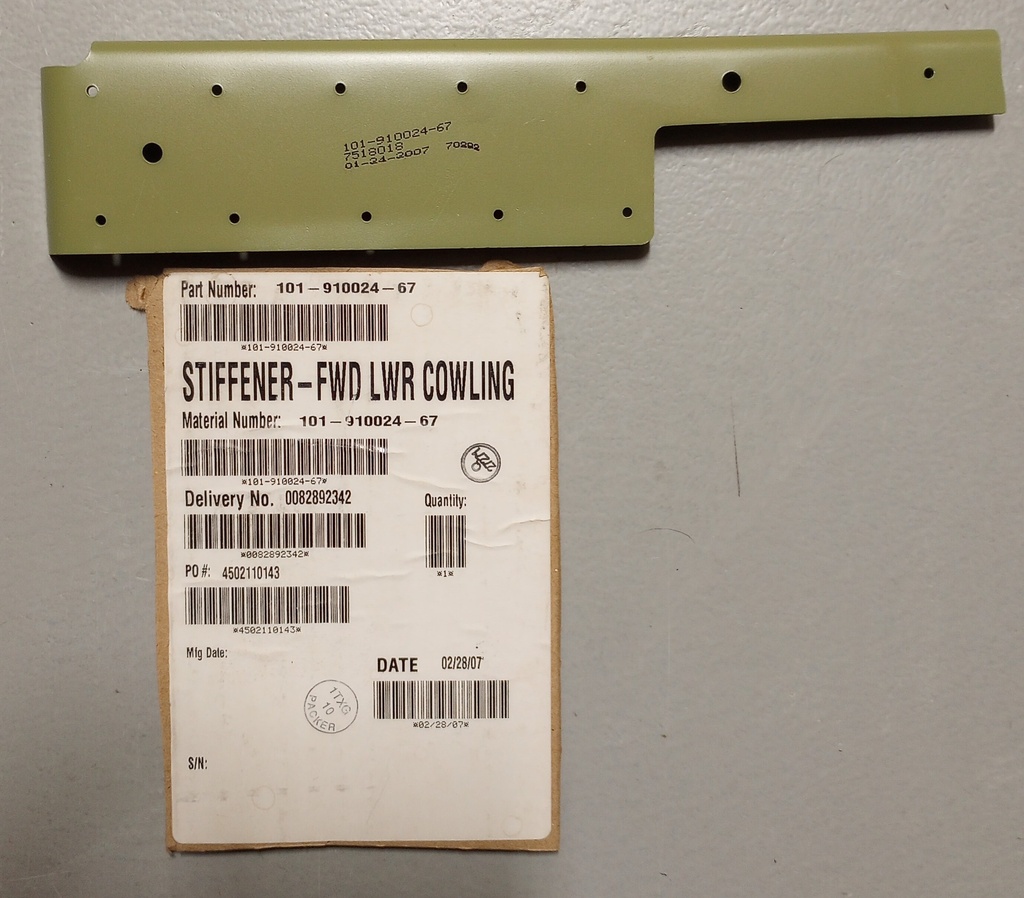 101-910024-67
7518018
01-24-2007 70292
Part Number: 101-910024-67
*101-910024-67*
STIFFENER-FWD LWR COWLING
Material Number: 101-910024-67
*101-910024-67*
Delivery No. 0082892342
Quantity:
*0082892342*
*1*
PO #: 4502110143
*4502110143*
Mfg Date:
DATE 02/28/07
*02/28/07*
1TXG
10
PACKER
S/N: